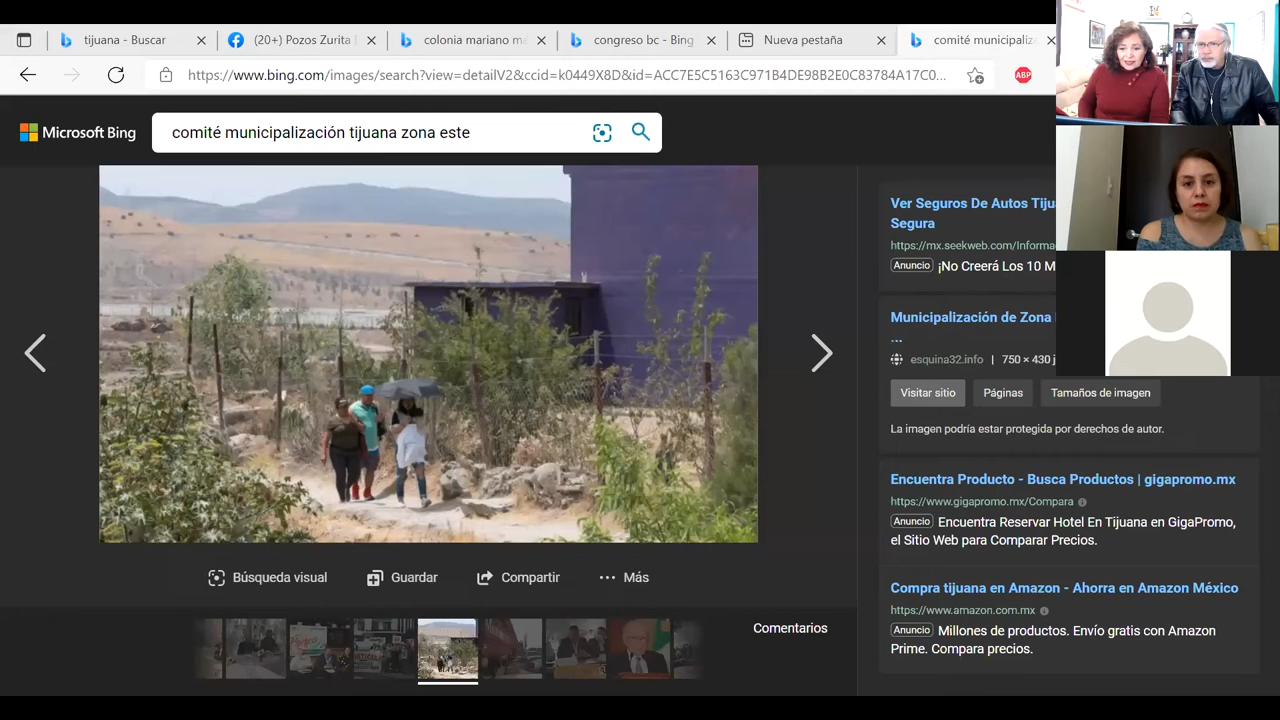 tijuana - Buscar
(20+) Pozos Zurita
colonia mariano ma
congreso bc - Bing
Nueva pestaña
comité municipaliz
https://www.bing.com/images/search?view=detailV2&ccid=k0449X8D&id=ACC7E5C5163C971B4DE98B2E0C83784A17C0...
ABP
Microsoft Bing
comité municipalización tijuana zona este
Ver Seguros De Autos Tiju
Segura
https://mx.seekweb.com/Informa
Anuncio ¡No Creerá Los 10 M
Municipalización de Zona
...
esquina32.info | 750 × 430 j
Visitar sitio
Páginas
Tamaños de imagen
La imagen podría estar protegida por derechos de autor.
Encuentra Producto - Busca Productos | gigapromo.mx
https://www.gigapromo.mx/Compara
Anuncio Encuentra Reservar Hotel En Tijuana en GigaPromo,
el Sitio Web para Comparar Precios.
Compra tijuana en Amazon - Ahorra en Amazon México
https://www.amazon.com.mx
Anuncio Millones de productos. Envío gratis con Amazon
Prime. Compara precios.
Búsqueda visual
Guardar
Compartir
Más
Comentarios